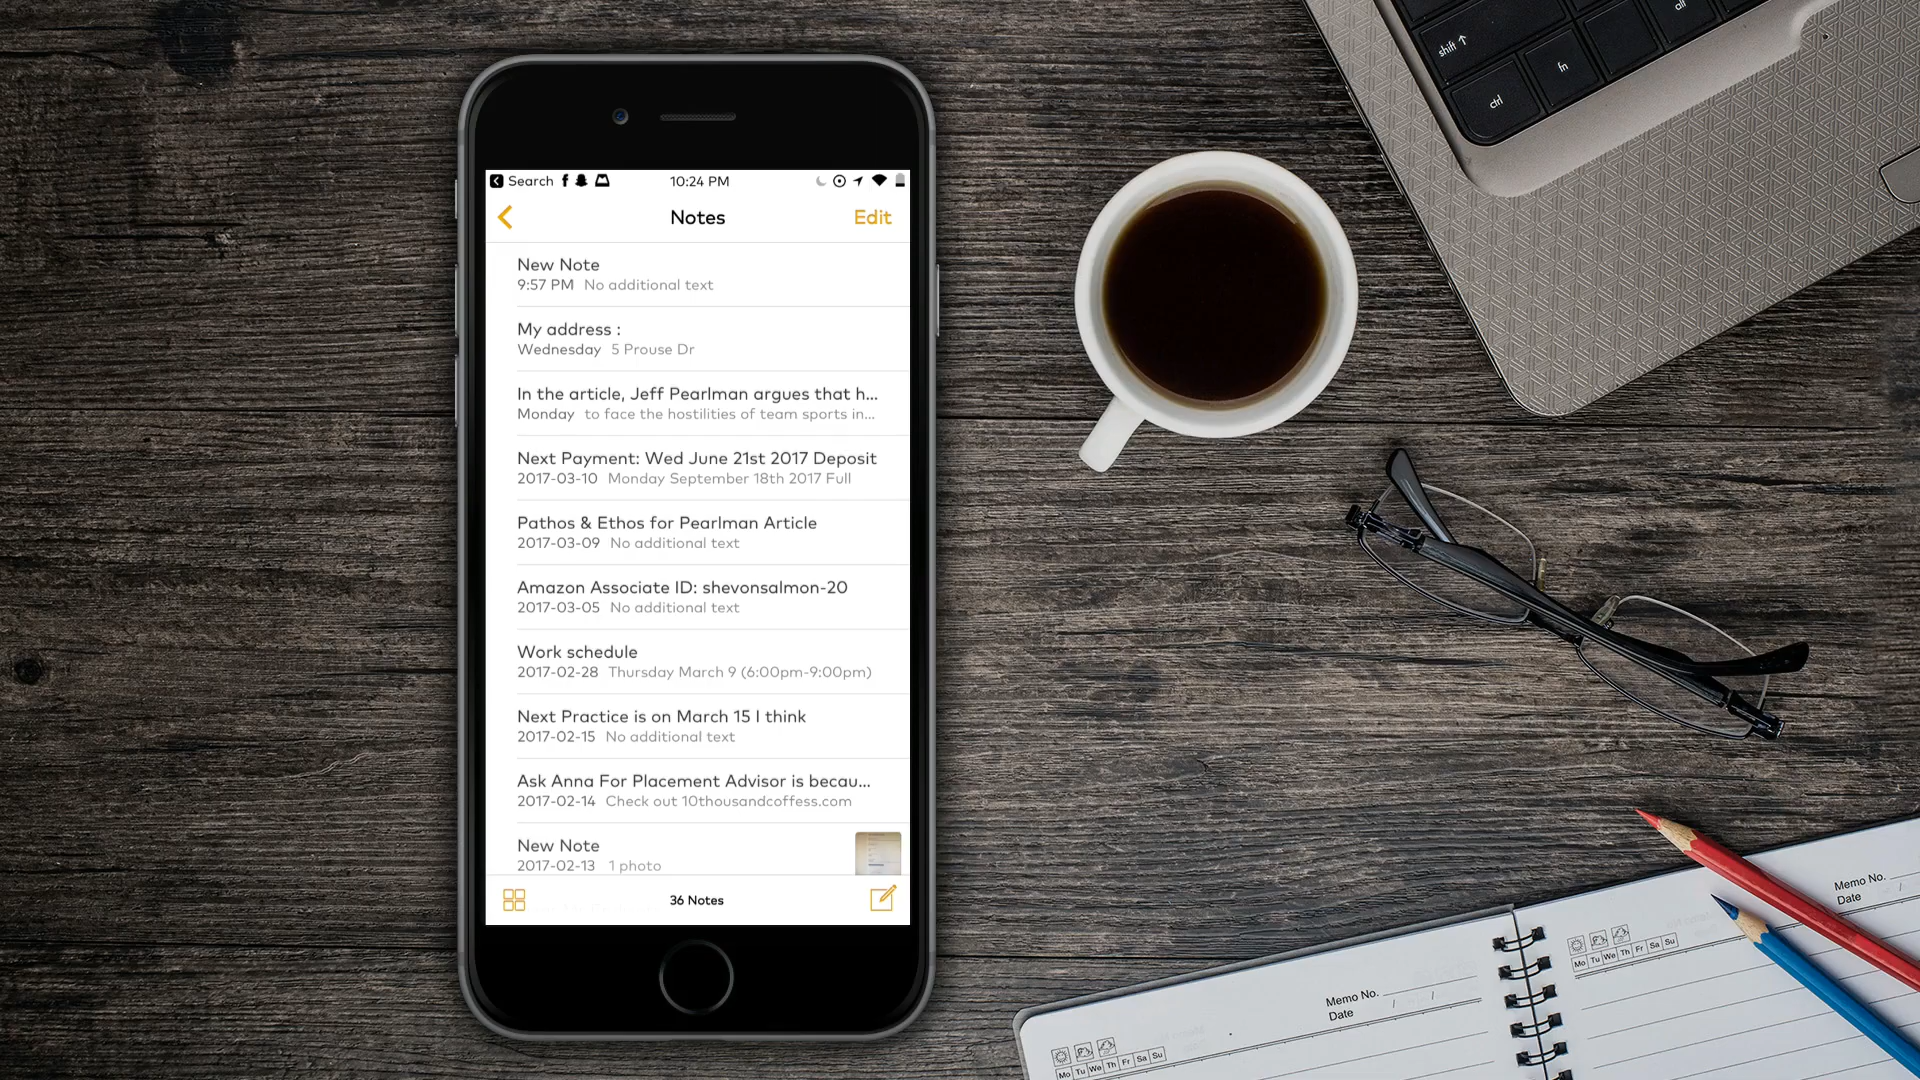 Search
10:24 PM
Notes
Edit
New Note
9:57 PM No additional text
My address :
Wednesday 5 Prouse Dr
In the article, Jeff Pearlman argues that h...
Monday to face the hostilities of team sports in...
Next Payment: Wed June 21st 2017 Deposit
2017-03-10 Monday September 18th 2017 Full
Pathos & Ethos for Pearlman Article
2017-03-09 No additional text
Amazon Associate ID: shevonsalmon-20
2017-03-05 No additional text
Work schedule
2017-02-28 Thursday March 9 (6:00pm-9:00pm)
Next Practice is on March 15 I think
2017-02-15 No additional text
Ask Anna For Placement Advisor is becau...
2017-02-14 Check out 10thousandcoffess.com
New Note
2017-02-13 1 photo
36 Notes
shift
alt
fn
ctrl
Memo No.
Date / /
Mo Tu We Th Fr Sa Su
Memo No.
Date /
Mo Tu We Th Fr Sa Su